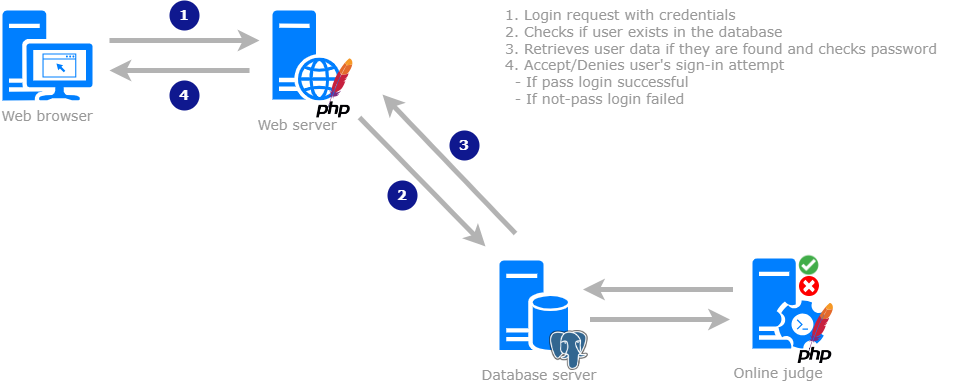 1
1. Login request with credentials
2. Checks if user exists in the database
3. Retrieves user data if they are found and checks password
4. Accept/Denies user's sign-in attempt
- If pass login successful
- If not-pass login failed
4
php
Web browser
Web server
3
2
php
Database server
Online judge